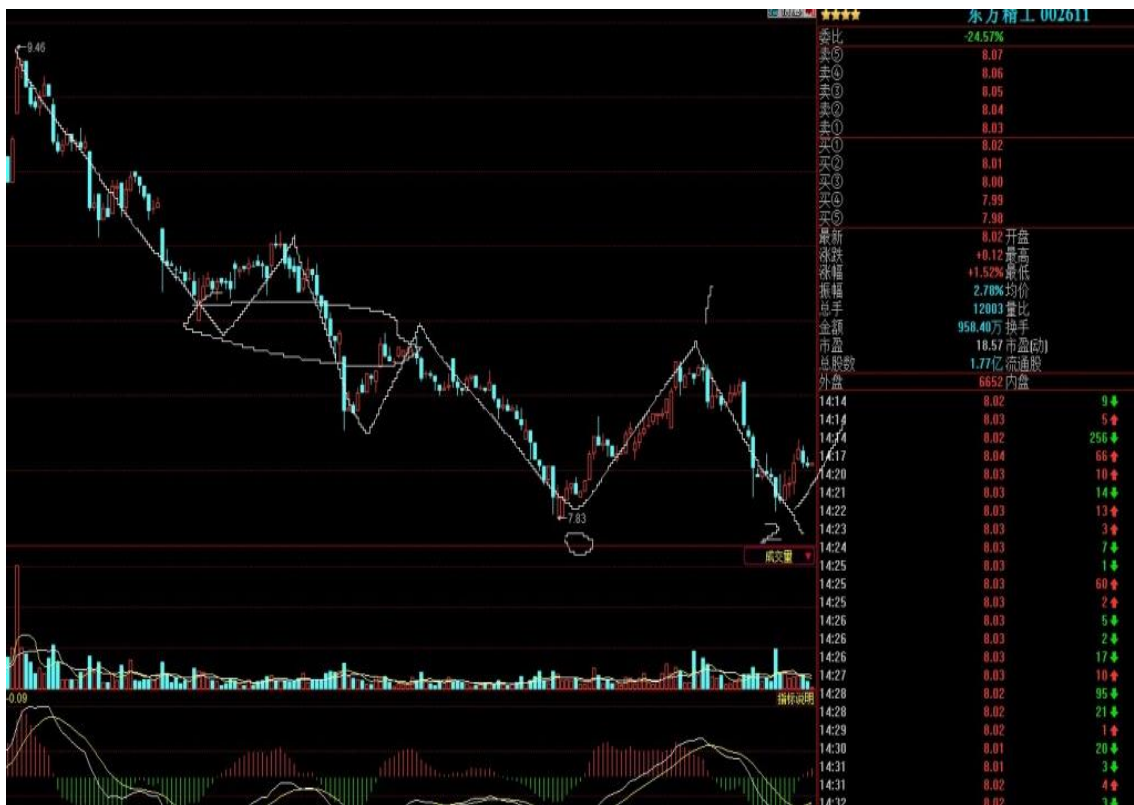 东方精工 002611
9.46
委比 -24.57%
卖⑤ 8.07
卖④ 8.06
卖③ 8.05
卖② 8.04
卖① 8.03
买① 8.02
买② 8.01
买③ 8.00
买④ 7.99
买⑤ 7.98
最新 8.02 开盘
涨跌 +0.12 最高
涨幅 +1.52% 最低
振幅 2.78% 均价
总手 12003 量比
金额 958.40万 换手
市盈 18.57 市盈(动)
总股数 1.77亿 流通股
外盘 6652 内盘
7.83
2
成交量
-0.09
指标说明
14:14 8.02 9
14:14 8.03 5
14:14 8.02 256
14:17 8.04 66
14:20 8.03 10
14:21 8.03 14
14:22 8.03 13
14:23 8.03 3
14:24 8.03 7
14:25 8.03 1
14:25 8.03 60
14:25 8.03 2
14:26 8.03 5
14:26 8.03 2
14:26 8.03 17
14:27 8.03 10
14:28 8.02 95
14:28 8.02 21
14:29 8.02 1
14:30 8.01 20
14:31 8.01 3
14:31 8.02 4
14:32 8.02